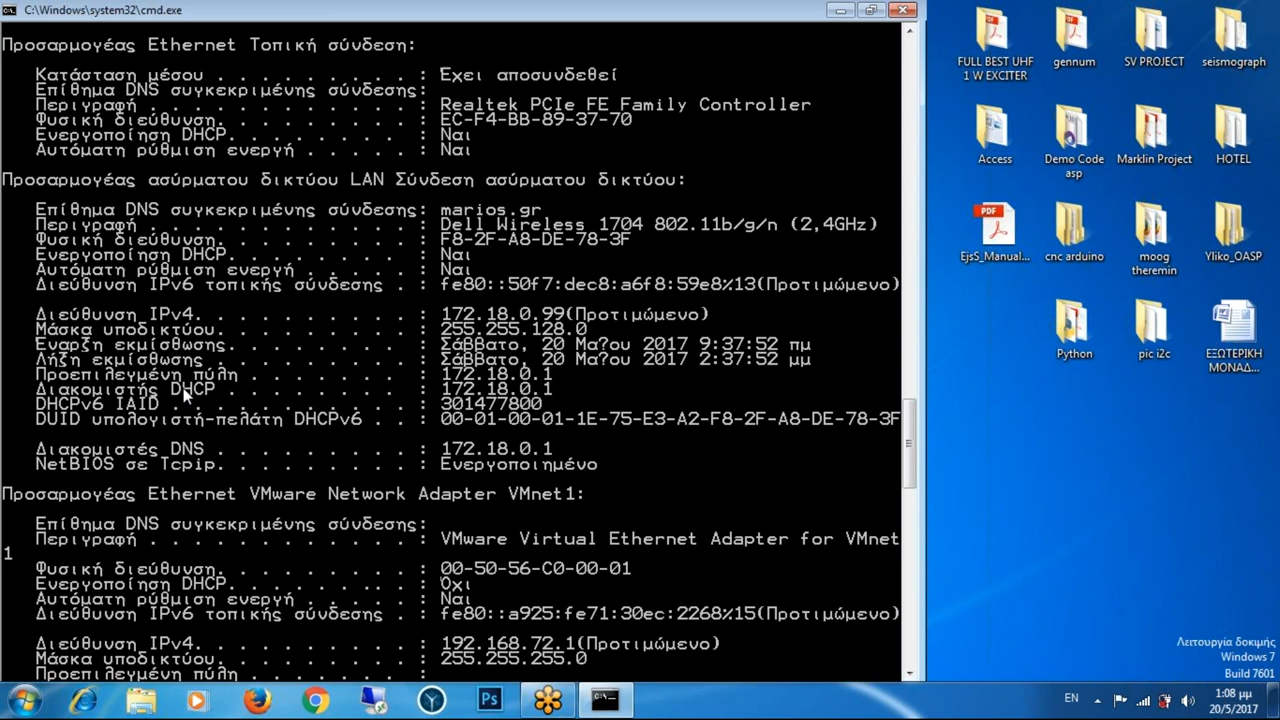 C:\Windows\system32\cmd.exe
Προσαρμογέας Ethernet Τοπική σύνδεση:
Κατάσταση μέσου . . . . . . . . . : Έχει αποσυνδεθεί
Επίθημα DNS συγκεκριμένης σύνδεσης:
Περιγραφή . . . . . . . . . . . . : Realtek PCIe FE Family Controller
Φυσική διεύθυνση. . . . . . . . . : EC-F4-BB-89-37-70
Ενεργοποίηση DHCP. . . . . . . . : Ναι
Αυτόματη ρύθμιση ενεργή . . . . . : Ναι
Προσαρμογέας ασύρματου δικτύου LAN Σύνδεση ασύρματου δικτύου:
Επίθημα DNS συγκεκριμένης σύνδεσης: marios.gr
Περιγραφή . . . . . . . . . . . . : Dell Wireless 1704 802.11b/g/n (2,4GHz)
Φυσική διεύθυνση. . . . . . . . . : F8-2F-A8-DE-78-3F
Ενεργοποίηση DHCP. . . . . . . . : Ναι
Αυτόματη ρύθμιση ενεργή . . . . . : Ναι
Διεύθυνση IPv6 τοπικής σύνδεσης . : fe80::50f7:dec8:a6f8:59e8%13(Προτιμώμενο)
Διεύθυνση IPv4. . . . . . . . . . : 172.18.0.99(Προτιμώμενο)
Μάσκα υποδικτύου. . . . . . . . . : 255.255.128.0
Έναρξη εκμίσθωσης. . . . . . . . : Σάββατο, 20 Μα?ου 2017 9:37:52 πμ
Λήξη εκμίσθωσης . . . . . . . . . : Σάββατο, 20 Μα?ου 2017 2:37:52 μμ
Προεπιλεγμένη πύλη . . . . . . . : 172.18.0.1
Διακομιστής DHCP . . . . . . . . : 172.18.0.1
DHCPv6 IAID . . . . . . . . . . . : 301477800
DUID υπολογιστή-πελάτη DHCPv6 . . : 00-01-00-01-1E-75-E3-A2-F8-2F-A8-DE-78-3F
Διακομιστές DNS . . . . . . . . . : 172.18.0.1
NetBIOS σε Tcpip. . . . . . . . . : Ενεργοποιημένο
Προσαρμογέας Ethernet VMware Network Adapter VMnet1:
Επίθημα DNS συγκεκριμένης σύνδεσης:
Περιγραφή . . . . . . . . . . . . : VMware Virtual Ethernet Adapter for VMnet
1
Φυσική διεύθυνση. . . . . . . . . : 00-50-56-C0-00-01
Ενεργοποίηση DHCP. . . . . . . . : Όχι
Αυτόματη ρύθμιση ενεργή . . . . . : Ναι
Διεύθυνση IPv6 τοπικής σύνδεσης . : fe80::a925:fe71:30ec:2268%15(Προτιμώμενο)
Διεύθυνση IPv4. . . . . . . . . . : 192.168.72.1(Προτιμώμενο)
Μάσκα υποδικτύου. . . . . . . . . : 255.255.255.0
Προεπιλεγμένη πύλη . . . . . . . :
FULL BEST UHF
1 W EXCITER
gennum
SV PROJECT
seismograph
Access
Demo Code
asp
Marklin Project
HOTEL
PDF
EjsS_Manual...
cnc arduino
moog
theremin
Yliko_OASP
Python
pic i2c
ΕΞΩΤΕΡΙΚΗ
ΜΟΝΑΔ...
Λειτουργία δοκιμής
Windows 7
Build 7601
Ps
EN
1:08 μμ
20/5/2017